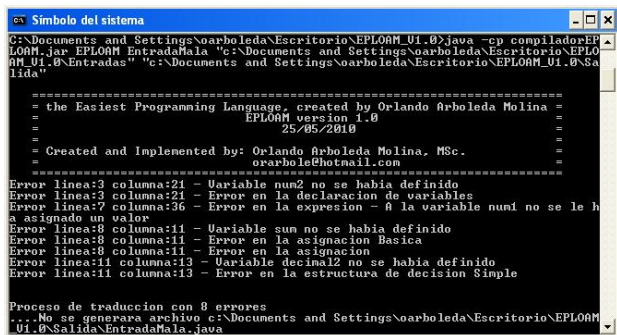 Símbolo del sistema
C:\Documents and Settings\oarboleda\Escritorio\EPLOAM_V1.0>java -cp compiladorEP
LOAM.jar EPLOAM EntradaMala "c:\Documents and Settings\oarboleda\Escritorio\EPLO
AM_V1.0\Entradas" "c:\Documents and Settings\oarboleda\Escritorio\EPLOAM_V1.0\Sa
lida"
==================================================================
= the Easiest Programming Language, created by Orlando Arboleda Molina =
= EPLOAM version 1.0 =
= 25/05/2010 =
= =
= Created and Implemented by: Orlando Arboleda Molina, MSc. =
= orarbole@hotmail.com =
==================================================================
Error linea:3 columna:21 - Variable num2 no se habia definido
Error linea:3 columna:21 - Error en la declaracion de variables
Error linea:7 columna:36 - Error en la expresion - A la variable num1 no se le h
a asignado un valor
Error linea:8 columna:11 - Variable sum no se habia definido
Error linea:8 columna:11 - Error en la asignacion Basica
Error linea:8 columna:11 - Error en la asignacion
Error linea:11 columna:13 - Variable decimal2 no se habia definido
Error linea:11 columna:13 - Error en la estructura de decision Simple
Proceso de traduccion con 8 errores
....No se generara archivo c:\Documents and Settings\oarboleda\Escritorio\EPLOAM
_V1.0\Salida\EntradaMala.java